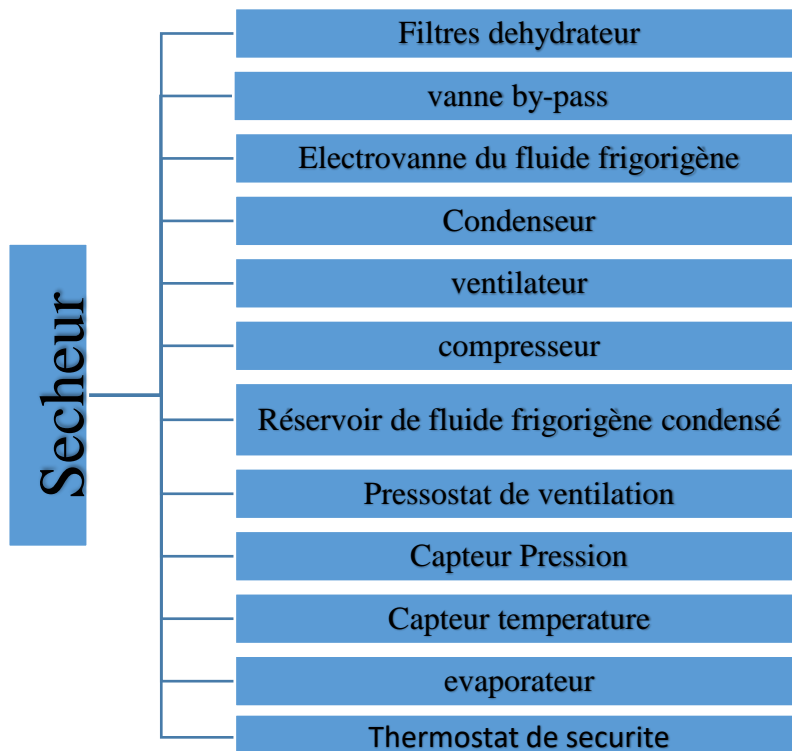 Secheur
Filtres dehydrateur
vanne by-pass
Electrovanne du fluide frigorigène
Condenseur
ventilateur
compresseur
Réservoir de fluide frigorigène condensé
Pressostat de ventilation
Capteur Pression
Capteur temperature
evaporateur
Thermostat de securite